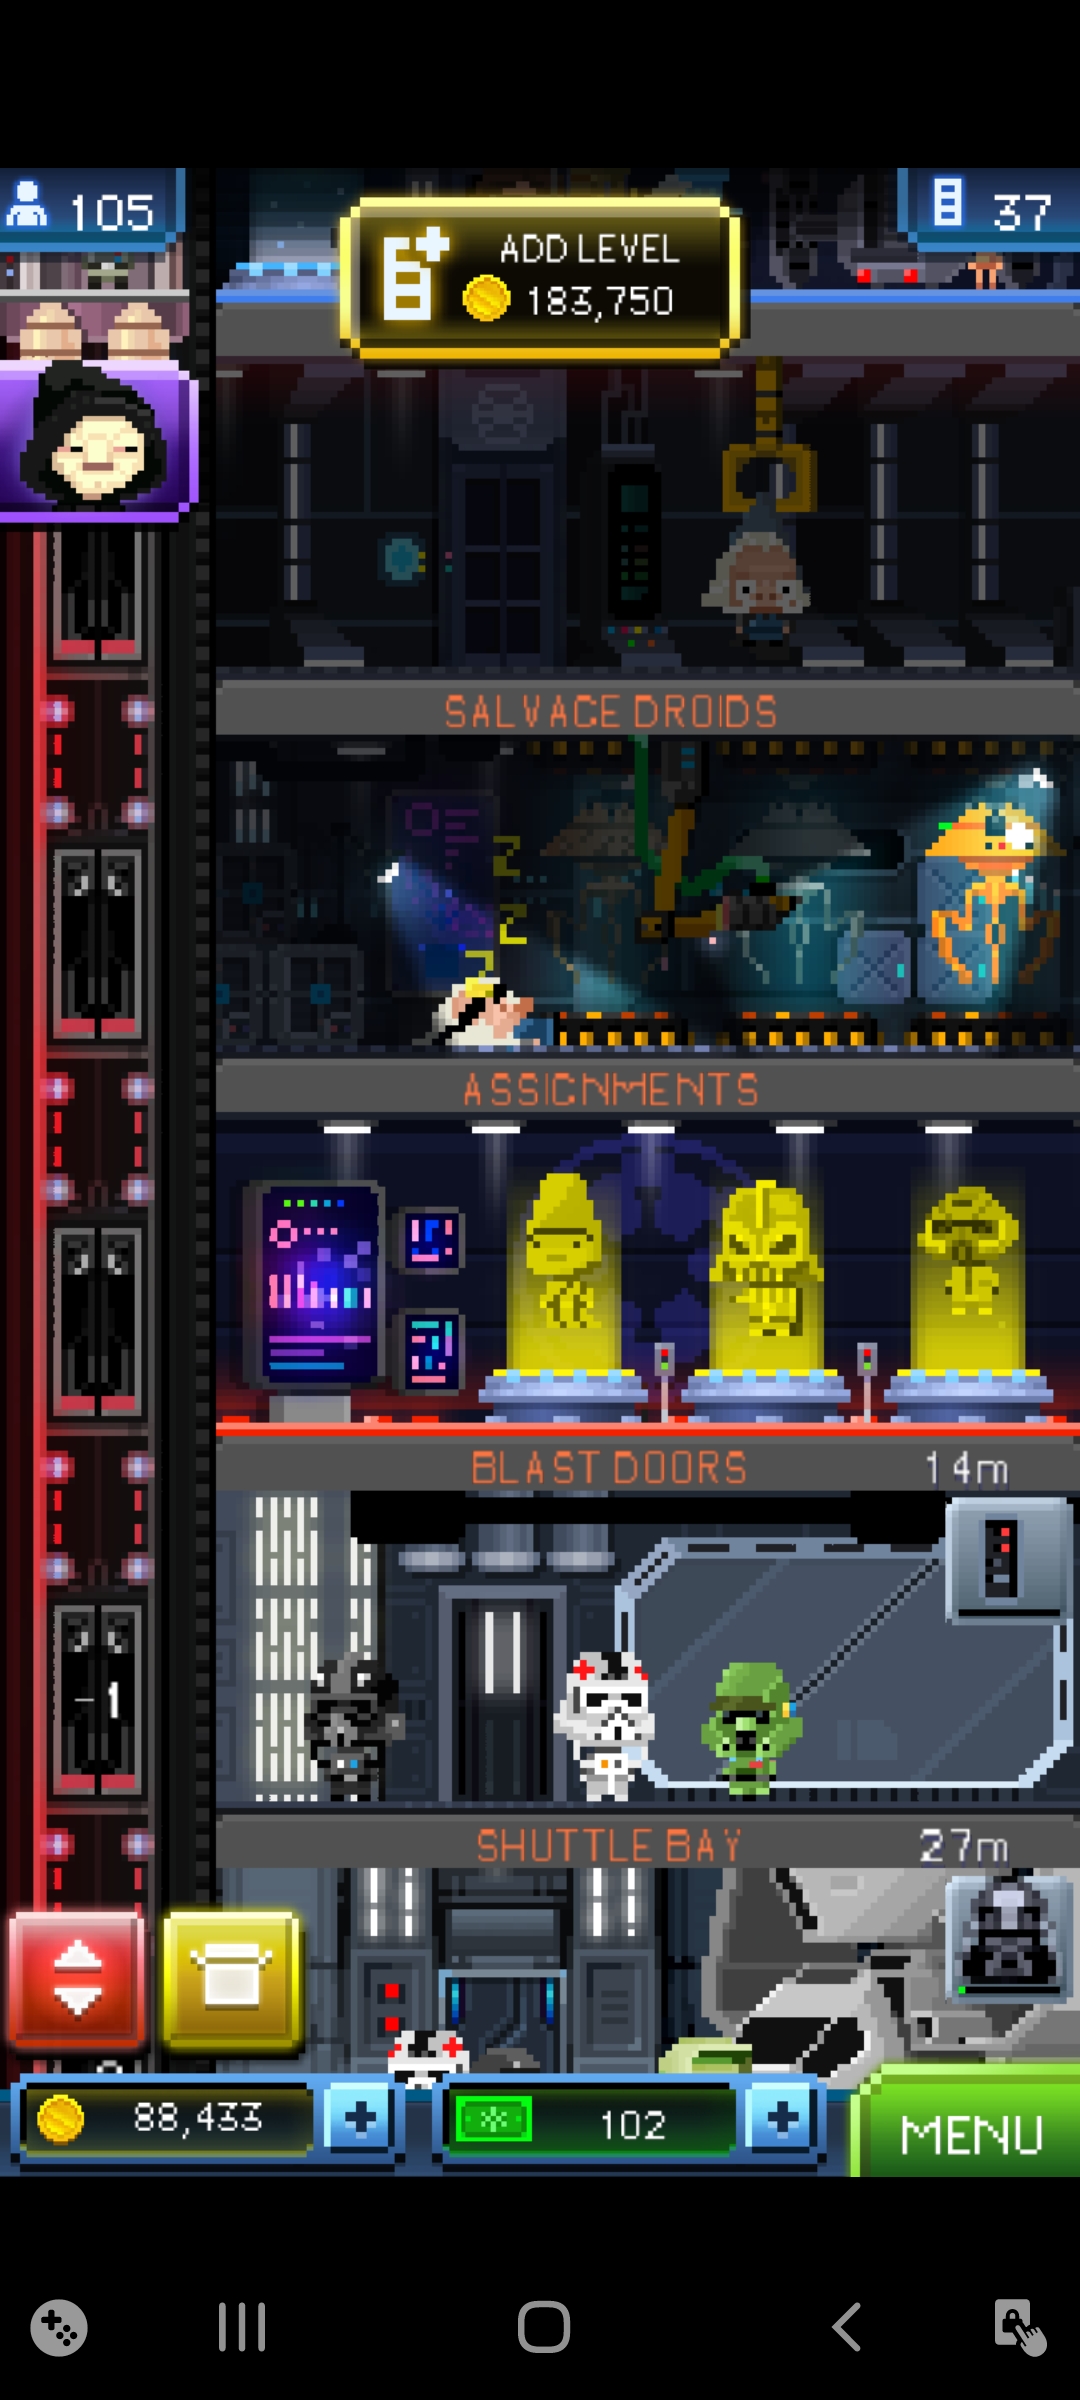 105
ADD LEVEL
183,750
37
SALVAGE DROIDS
Z
Z
Z
ASSIGNMENTS
BLAST DOORS 14m
-1
SHUTTLE BAY 27m
88,433
102
MENU